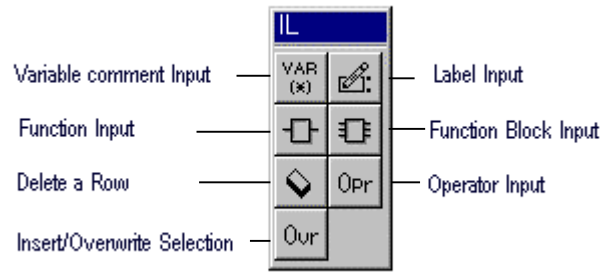 IL
Variable comment Input
VAR
(*)
Label Input
Function Input
Function Block Input
Delete a Row
Opr
Operator Input
Insert/Overwrite Selection
Ovr